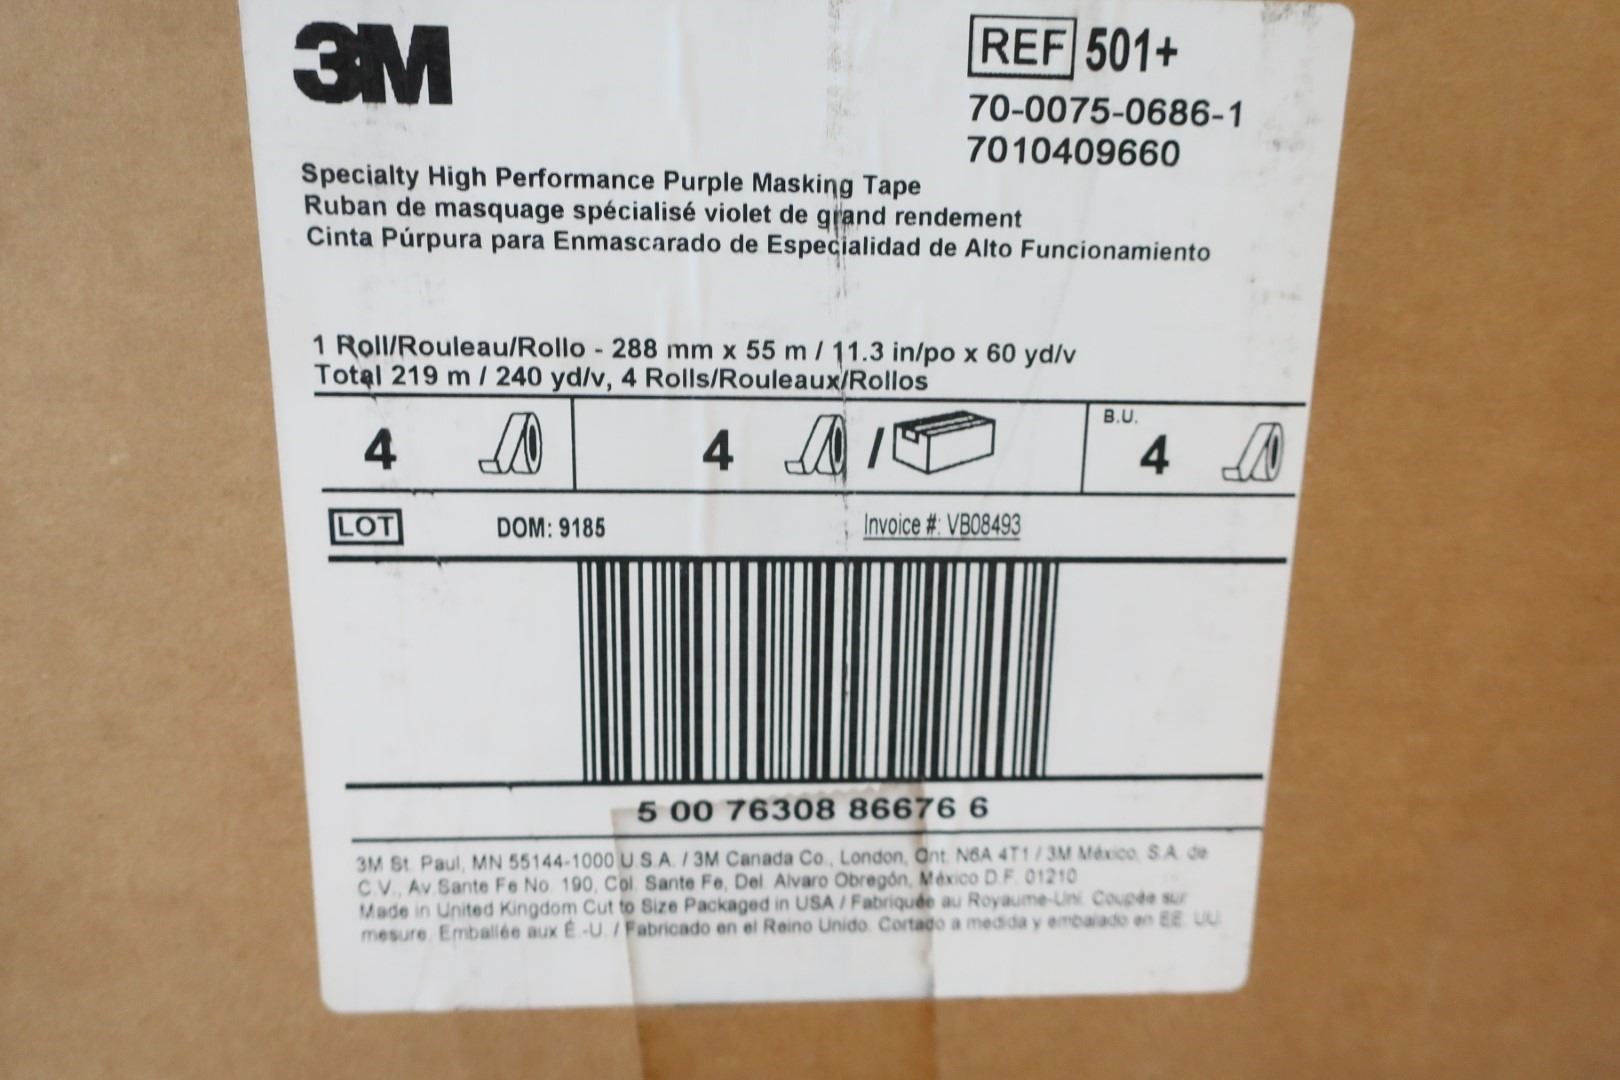 3M
REF 501+
70-0075-0686-1
7010409660
Specialty High Performance Purple Masking Tape
Ruban de masquage spécialisé violet de grand rendement
Cinta Púrpura para Enmascarado de Especialidad de Alto Funcionamiento
1 Roll/Rouleau/Rollo - 288 mm x 55 m / 11.3 in/po x 60 yd/v
Total 219 m / 240 yd/v, 4 Rolls/Rouleaux/Rollos
4 4 / B.U. 4
LOT DOM: 9185 Invoice #: VB08493
5 00 76308 86676 6
3M St. Paul, MN 55144-1000 U.S.A. / 3M Canada Co., London, Ont. N6A 4T1 / 3M México, S.A. de
C.V., Av Sante Fe No. 190, Col. Sante Fe, Del. Alvaro Obregón, México D.F. 01210
Made in United Kingdom Cut to Size Packaged in USA / Fabriquée au Royaume-Uni. Coupée sur
mesure. Emballée aux É.-U. / Fabricado en el Reino Unido. Cortado a medida y embalado en EE. UU.